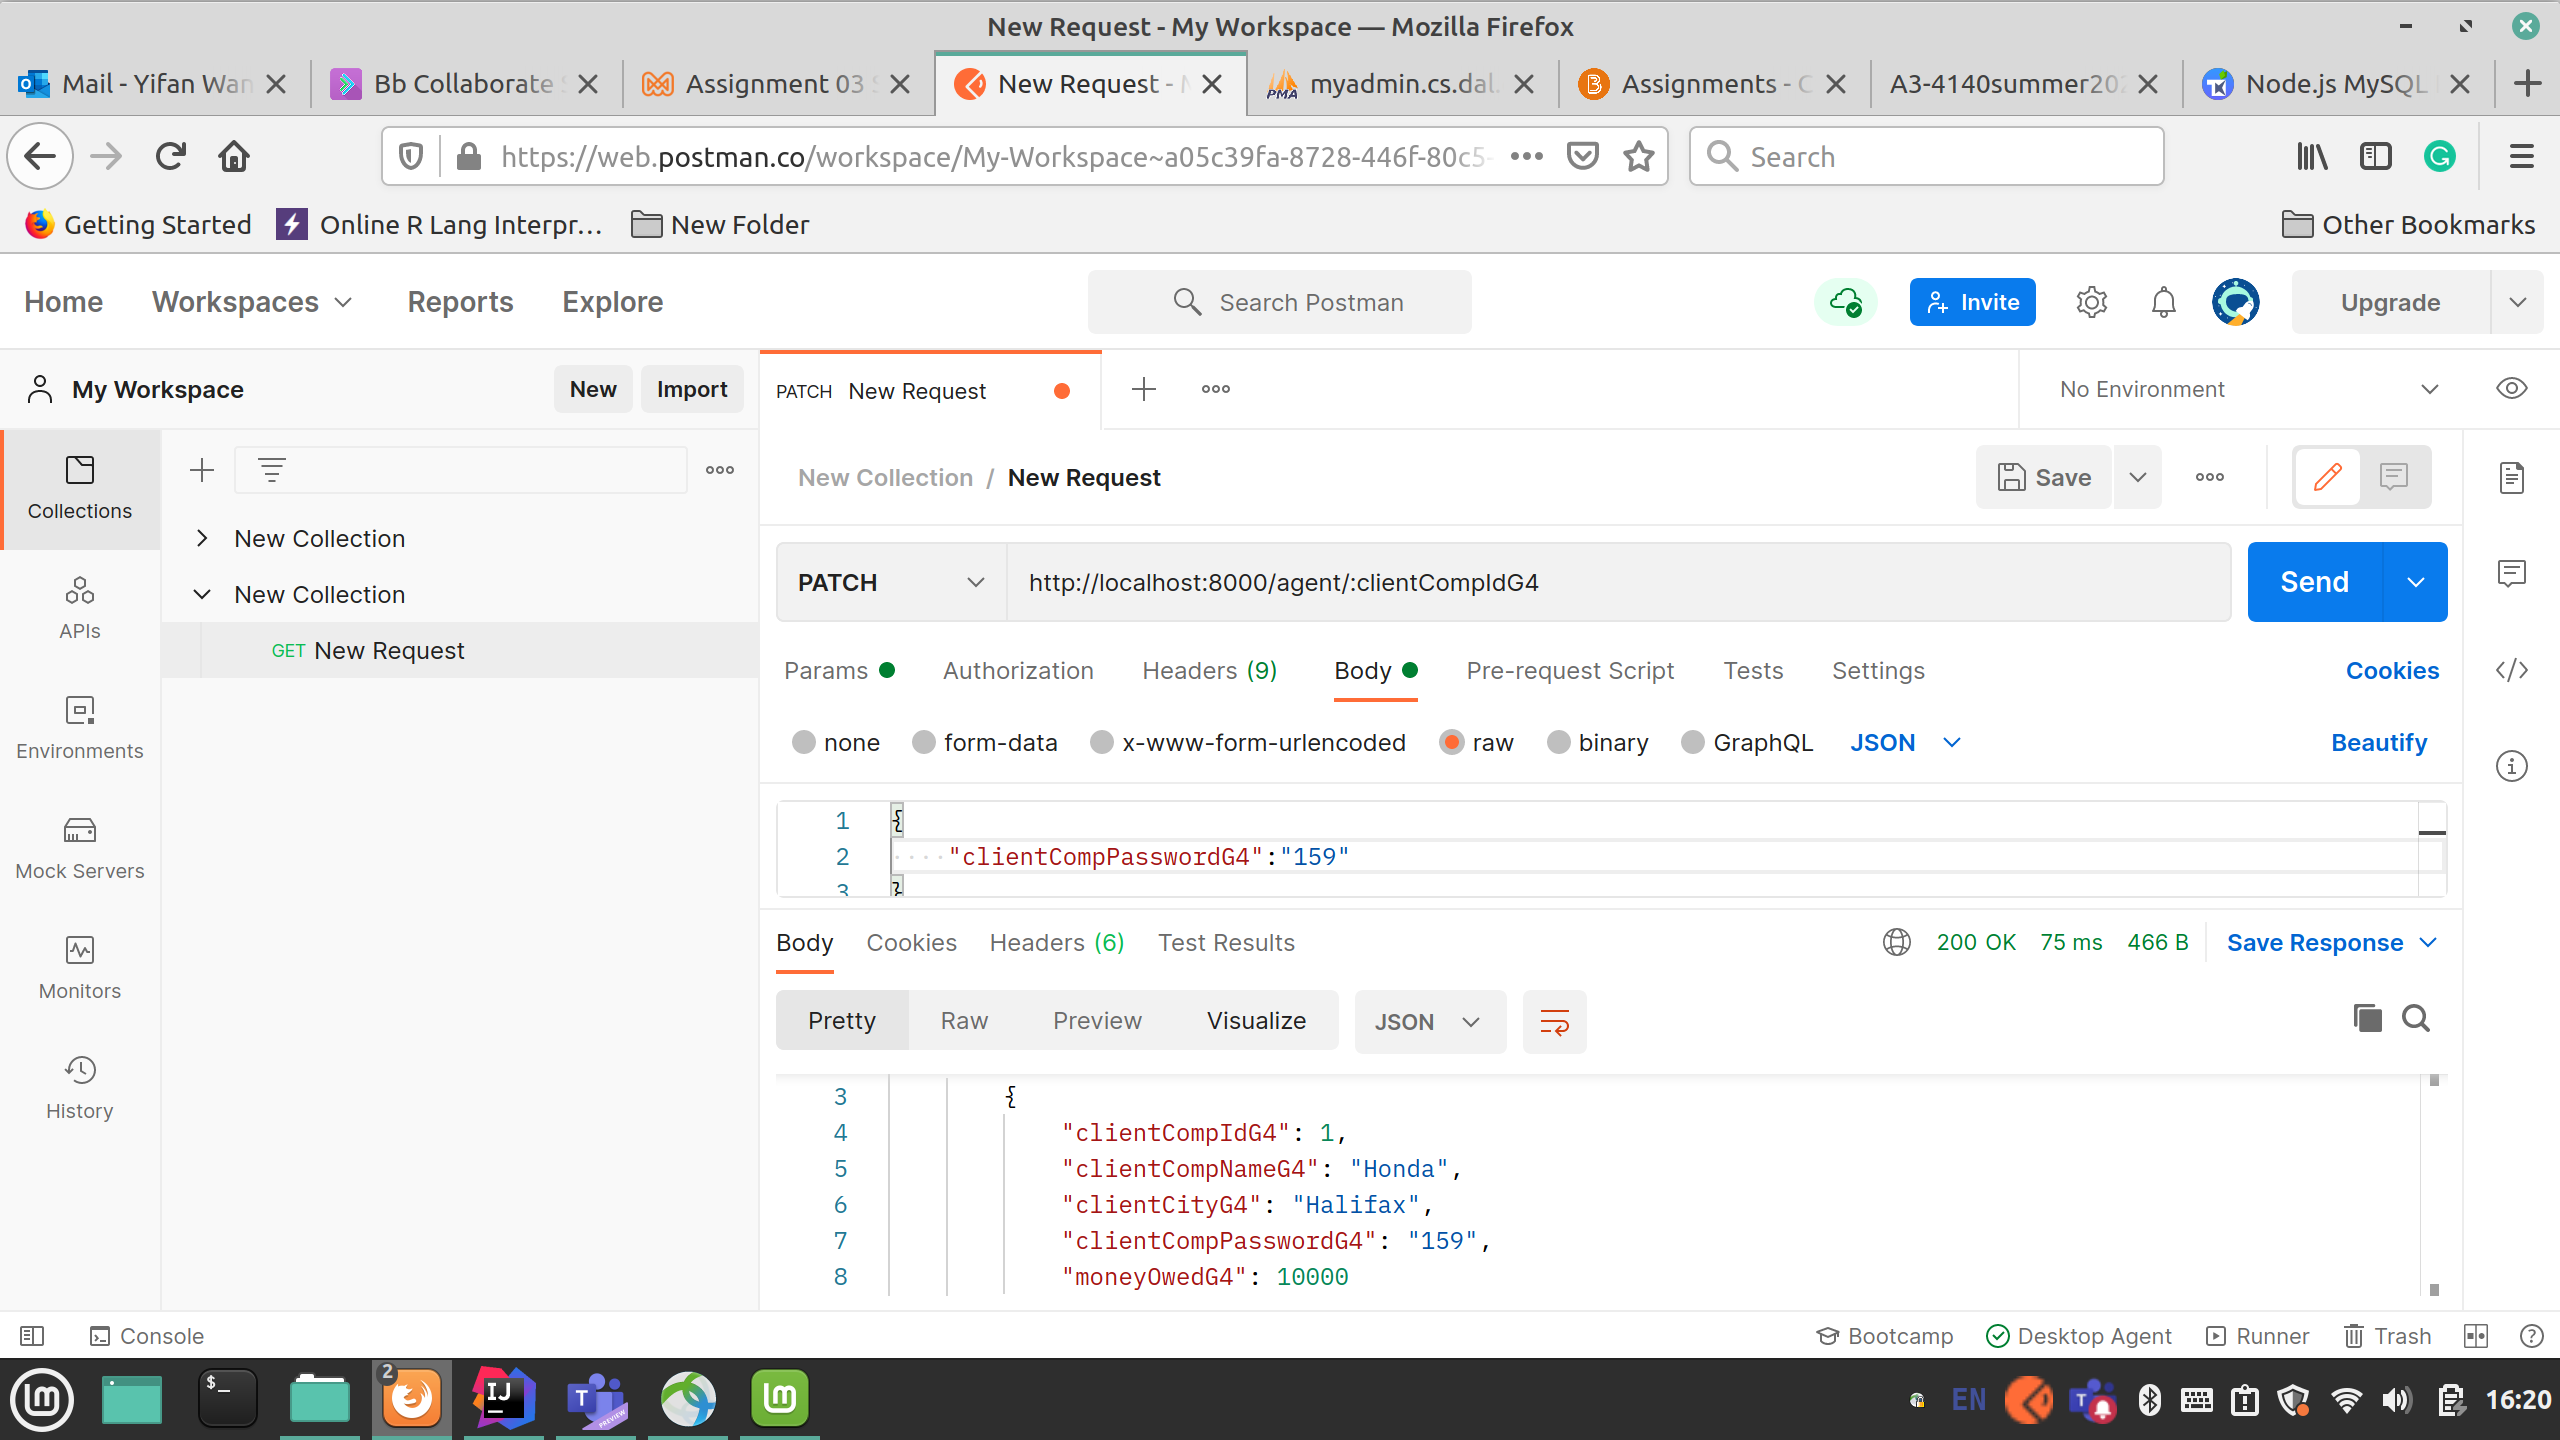 New Request - My Workspace — Mozilla Firefox
Mail - Yifan Wan
Bb Collaborate
Assignment 03
New Request -
myadmin.cs.dal.
Assignments -
A3-4140summer202
Node.js MySQL
https://web.postman.co/workspace/My-Workspace~a05c39fa-8728-446f-80c5-
Search
Getting Started
Online R Lang Interpr...
New Folder
Other Bookmarks
Home
Workspaces
Reports
Explore
Search Postman
Invite
Upgrade
My Workspace
New
Import
PATCH New Request
No Environment
Collections
New Collection
New Collection
GET New Request
APIs
Environments
Mock Servers
Monitors
History
New Collection / New Request
Save
PATCH
http://localhost:8000/agent/:clientCompIdG4
Send
Params
Authorization
Headers (9)
Body
Pre-request Script
Tests
Settings
Cookies
none
form-data
x-www-form-urlencoded
raw
binary
GraphQL
JSON
Beautify
1 {
2 "clientCompPasswordG4":"159"
3 }
Body
Cookies
Headers (6)
Test Results
200 OK
75 ms
466 B
Save Response
Pretty
Raw
Preview
Visualize
JSON
3 {
4 "clientCompIdG4": 1,
5 "clientCompNameG4": "Honda",
6 "clientCityG4": "Halifax",
7 "clientCompPasswordG4": "159",
8 "moneyOwedG4": 10000
Console
Bootcamp
Desktop Agent
Runner
Trash
2
EN
16:20